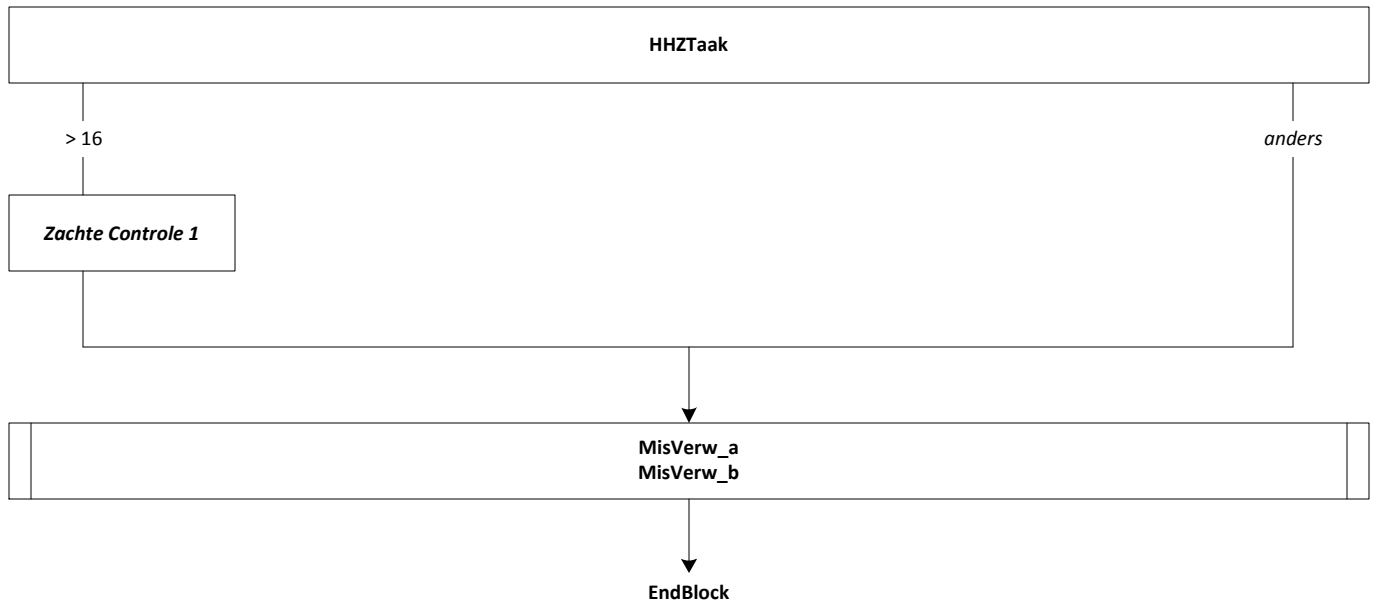 HHZTaak
> 16
anders
Zachte Controle 1
MisVerw_a
MisVerw_b
EndBlock